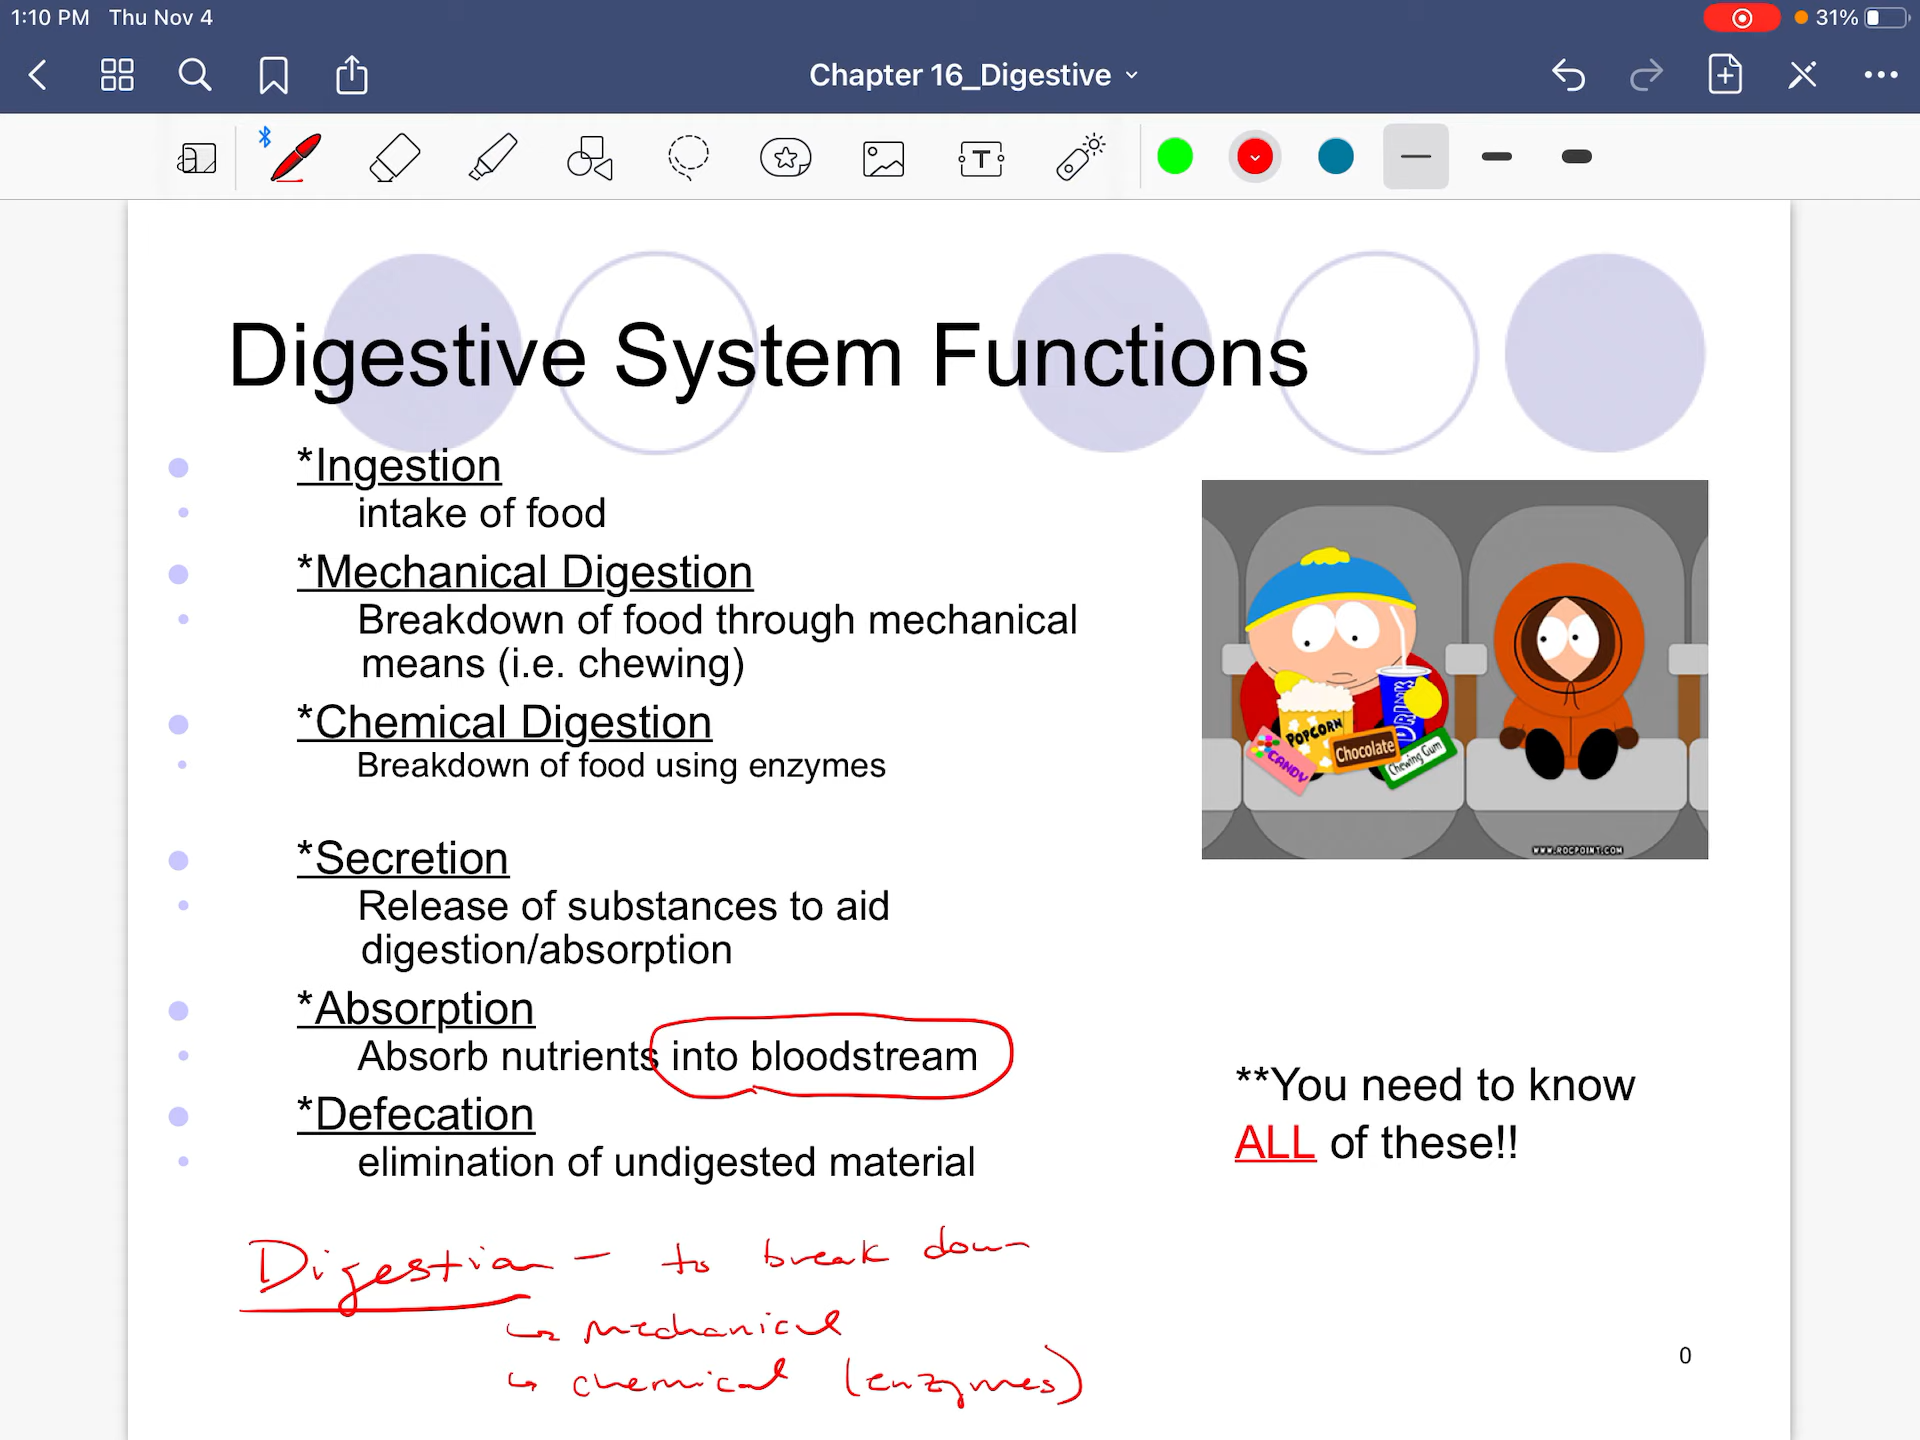 1:10 PM Thu Nov 4
31%
Chapter 16_Digestive
Digestive System Functions
*Ingestion
intake of food
*Mechanical Digestion
Breakdown of food through mechanical
means (i.e. chewing)
*Chemical Digestion
Breakdown of food using enzymes
*Secretion
Release of substances to aid
digestion/absorption
*Absorption
Absorb nutrients into bloodstream
*Defecation
elimination of undigested material
POPCORN
DRINK
CANDY
Chocolate
Chewing Gum
WWW.ROCPOINT.COM
**You need to know
ALL of these!!
Digestion – to break down
↳ mechanical
↳ chemical (enzymes)
0